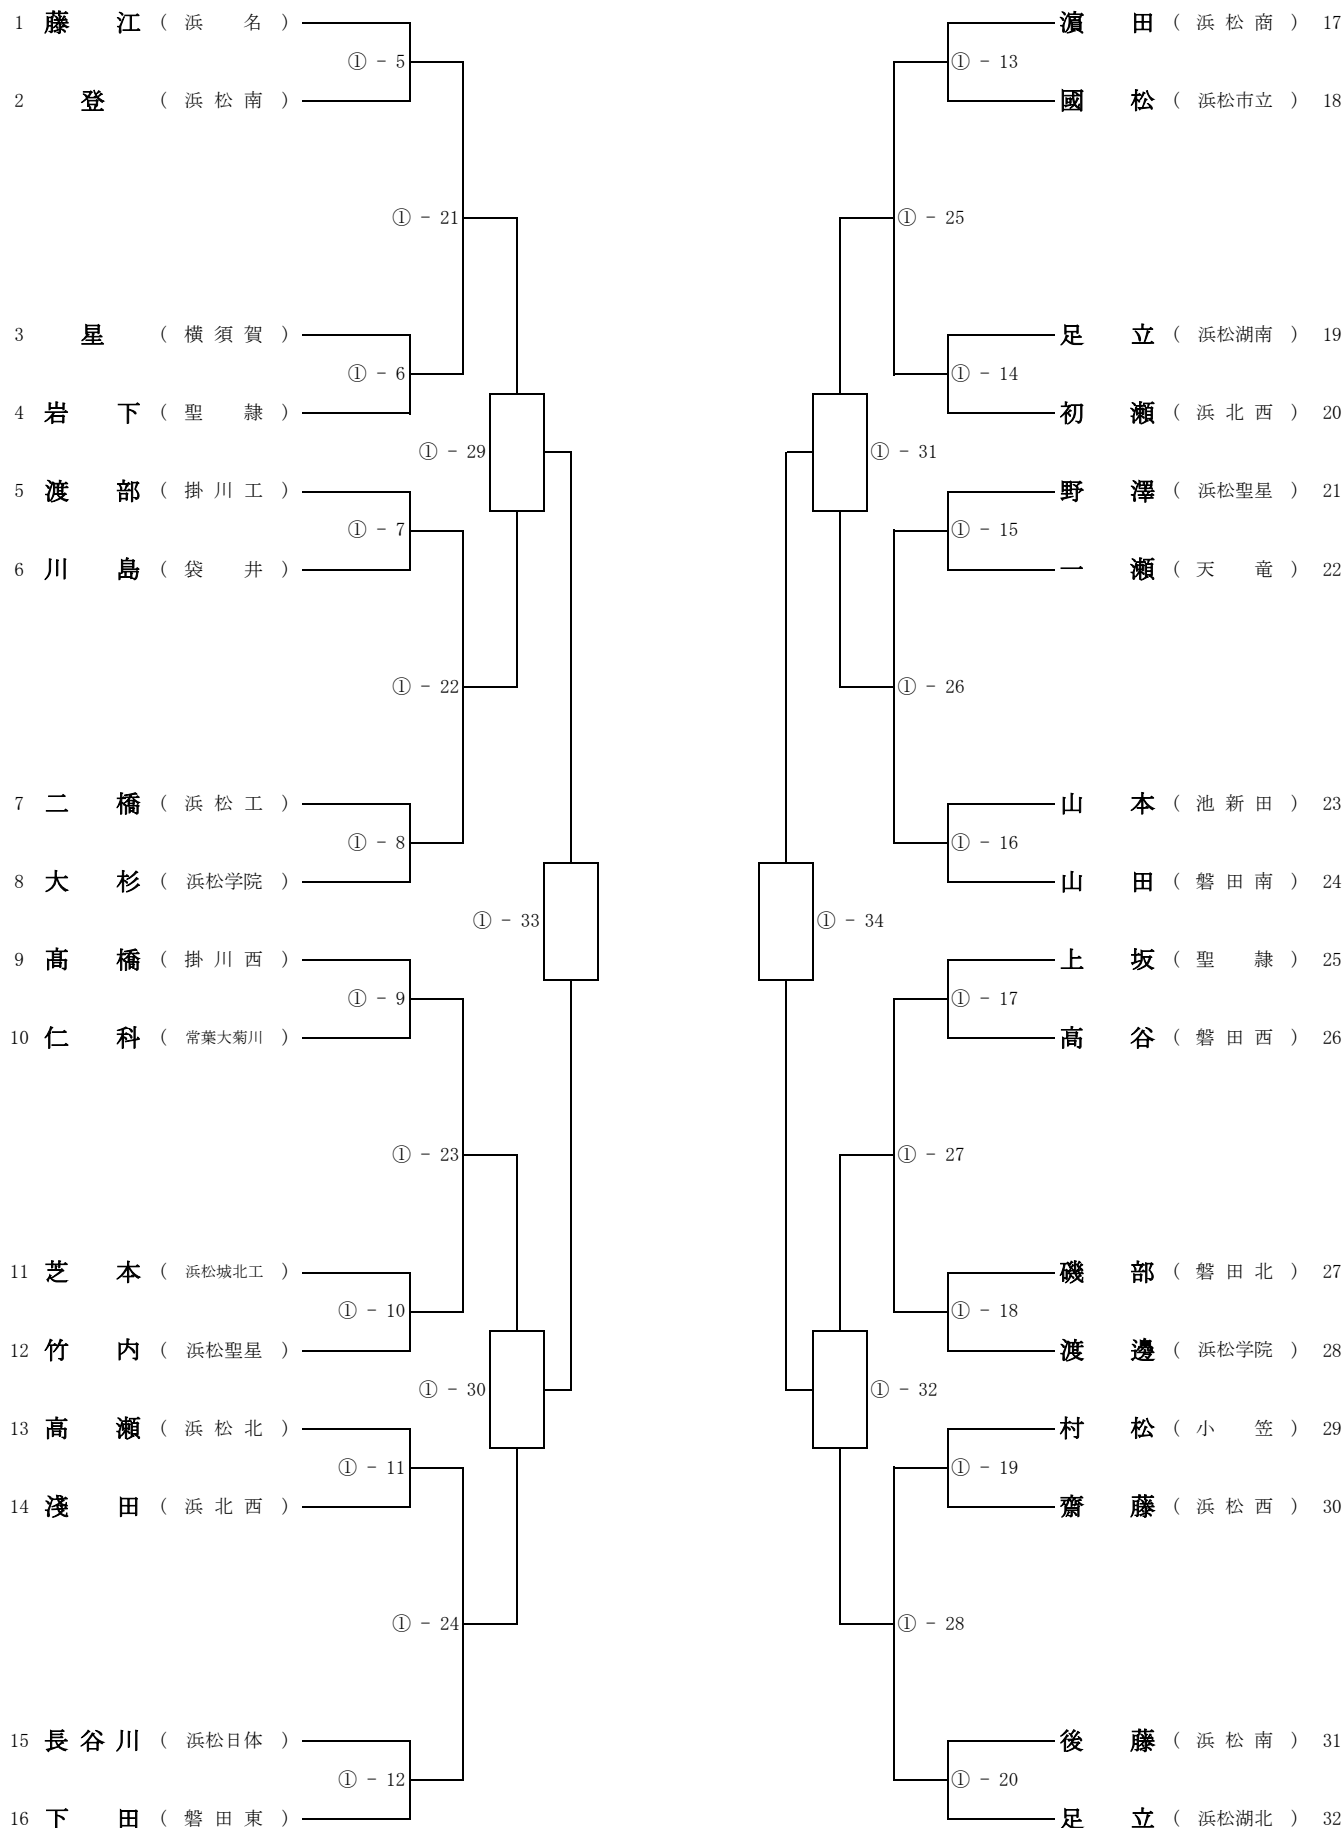 1 藤江 （ 浜名 ）
① - 5
2 登 （ 浜松南 ）
① - 21
3 星 （ 横須賀 ）
① - 6
4 岩下 （ 聖隷 ）
① - 29
5 渡部 （ 掛川工 ）
① - 7
6 川島 （ 袋井 ）
① - 22
7 二橋 （ 浜松工 ）
① - 8
8 大杉 （ 浜松学院 ）
① - 33
9 髙橋 （ 掛川西 ）
① - 9
10 仁科 （ 常葉大菊川 ）
① - 23
11 芝本 （ 浜松城北工 ）
① - 10
12 竹内 （ 浜松聖星 ）
① - 30
13 高瀬 （ 浜松北 ）
① - 11
14 淺田 （ 浜北西 ）
① - 24
15 長谷川 （ 浜松日体 ）
① - 12
16 下田 （ 磐田東 ）
濵田 （ 浜松商 ） 17
① - 13
國松 （ 浜松市立 ） 18
① - 25
足立 （ 浜松湖南 ） 19
① - 14
初瀬 （ 浜北西 ） 20
① - 31
野澤 （ 浜松聖星 ） 21
① - 15
一瀬 （ 天竜 ） 22
① - 26
山本 （ 池新田 ） 23
① - 16
山田 （ 磐田南 ） 24
① - 34
上坂 （ 聖隷 ） 25
① - 17
髙谷 （ 磐田西 ） 26
① - 27
磯部 （ 磐田北 ） 27
① - 18
渡邊 （ 浜松学院 ） 28
① - 32
村松 （ 小笠 ） 29
① - 19
齋藤 （ 浜松西 ） 30
① - 28
後藤 （ 浜松南 ） 31
① - 20
足立 （ 浜松湖北 ） 32